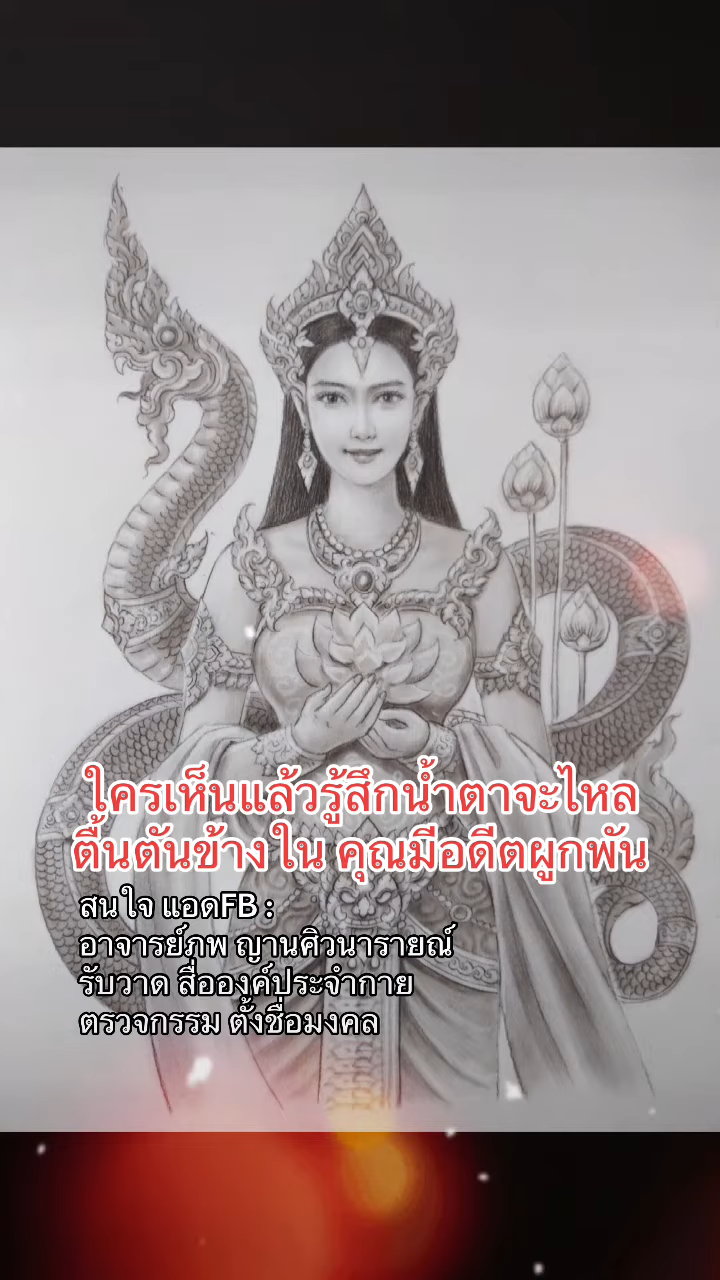 ใครเห็นแล้วรู้สึกน้ำตาจะไหล
ตื้นตันข้างใน คุณมีอดีตผูกพัน
สนใจ แอดFB :
อาจารย์ภพ ญานศิวนารายณ์
รับวาด สื่อองค์ประจำกาย
ตรวจกรรม ตั้งชื่อมงคล